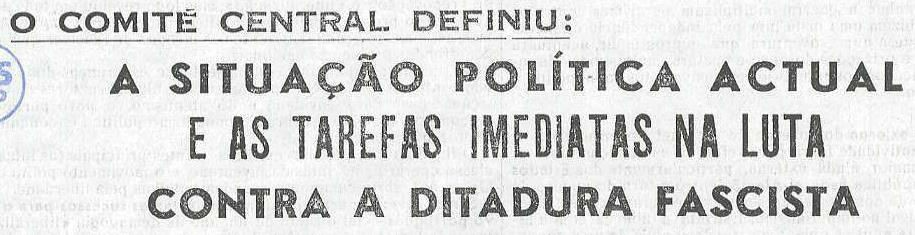 O COMITÉ CENTRAL DEFINIU:
A SITUAÇÃO POLÍTICA ACTUAL
E AS TAREFAS IMEDIATAS NA LUTA
CONTRA A DITADURA FASCISTA